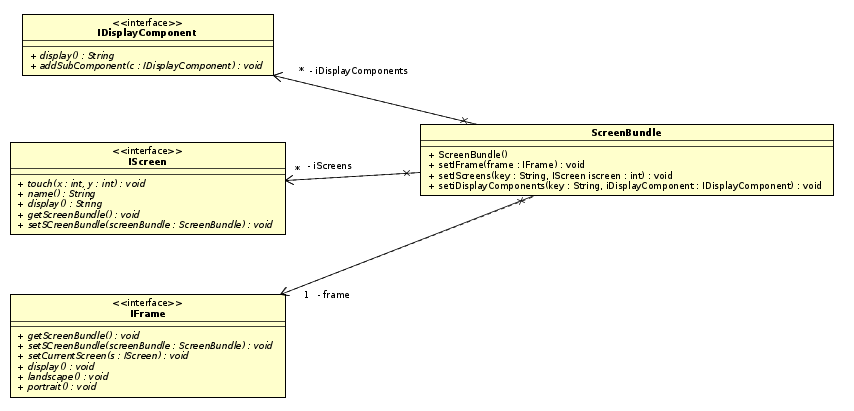 <<interface>>
IDisplayComponent
+ display() : String
+ addSubComponent(c : IDisplayComponent) : void
* - iDisplayComponents
ScreenBundle
+ ScreenBundle()
+ setIFrame(frame : IFrame) : void
+ setIScreens(key : String, IScreen iscreen : int) : void
+ setiDisplayComponents(key : String, iDisplayComponent : IDisplayComponent) : void
<<interface>>
IScreen
+ touch(x : int, y : int) : void
+ name() : String
+ display() : String
+ getScreenBundle() : void
+ setSCreenBundle(screenBundle : ScreenBundle) : void
* - iScreens
<<interface>>
IFrame
+ getScreenBundle() : void
+ setSCreenBundle(screenBundle : ScreenBundle) : void
+ setCurrentScreen(s : IScreen) : void
+ display() : void
+ landscape() : void
+ portrait() : void
1 - frame